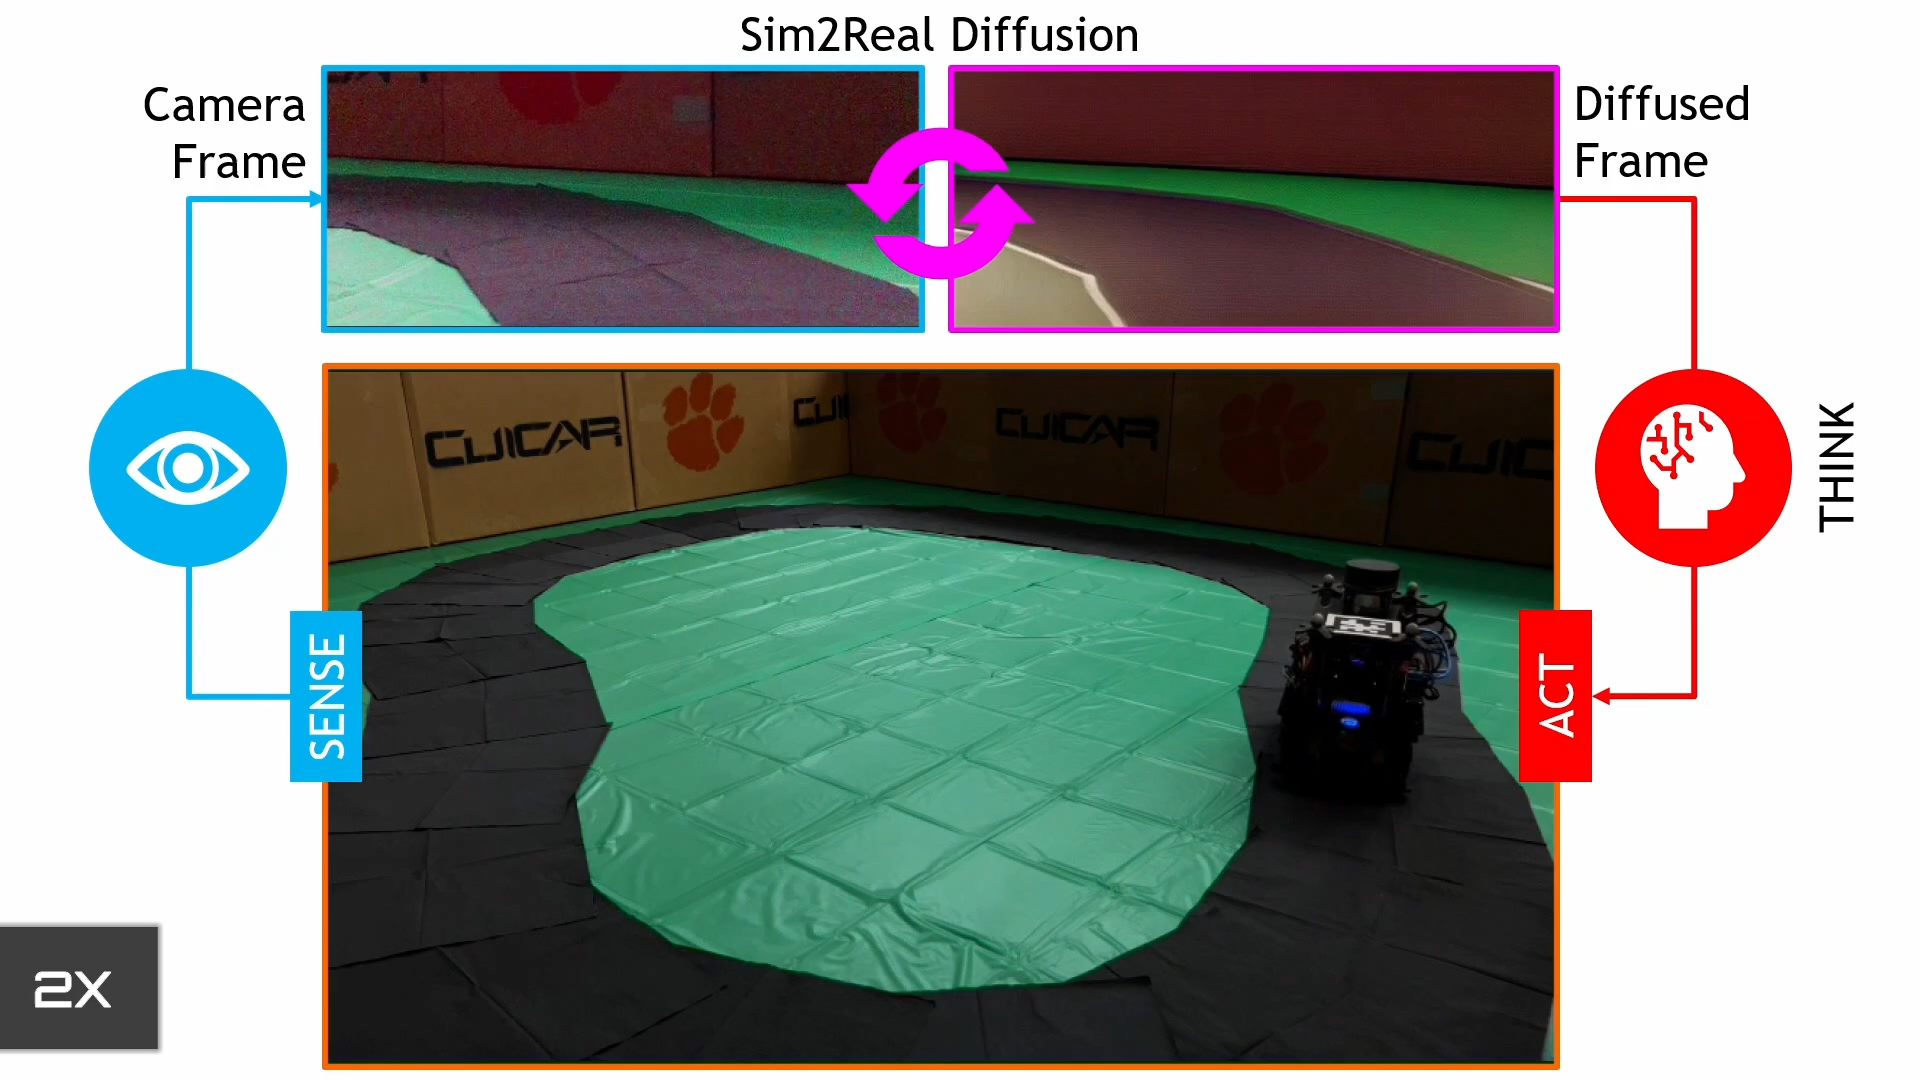 Sim2Real Diffusion
Camera
Frame
Diffused
Frame
CUICAR
CUICAR
THINK
SENSE
ACT
2X